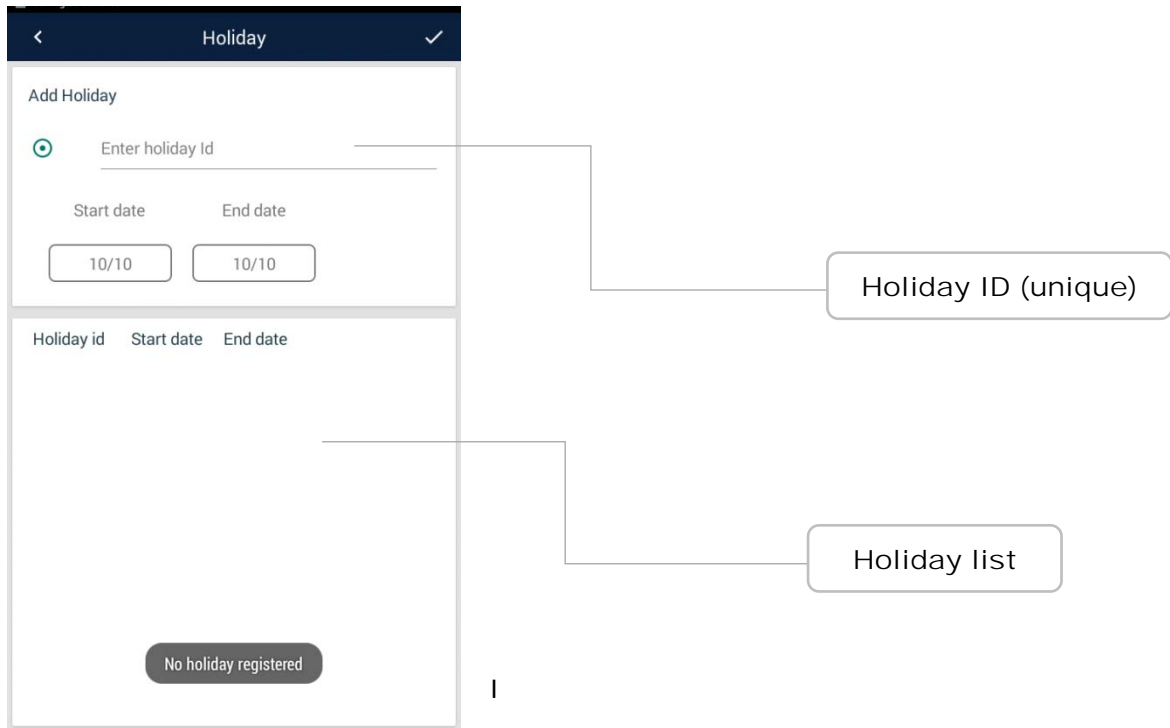 Holiday
Add Holiday
Enter holiday Id
Start date End date
10/10 10/10
Holiday ID (unique)
Holiday id Start date End date
Holiday list
No holiday registered
I